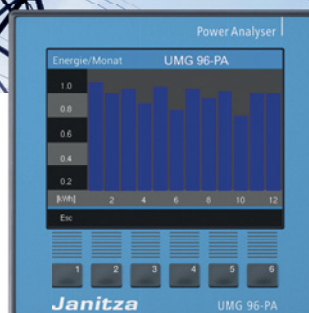 Power Analyser
Energie/Monat UMG 96-PA
1.0
0.8
0.6
0.4
0.2
[kWh] 2 4 6 8 10 12
Esc
1 2 3 4 5 6
Janitza UMG 96-PA